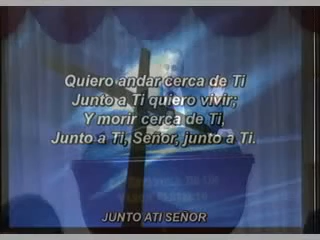 Quiero andar cerca de Ti
Junto a Ti quiero vivir;
Y morir cerca de Ti,
Junto a Ti, Señor, junto a Ti.
JUNTO ATI SEÑOR